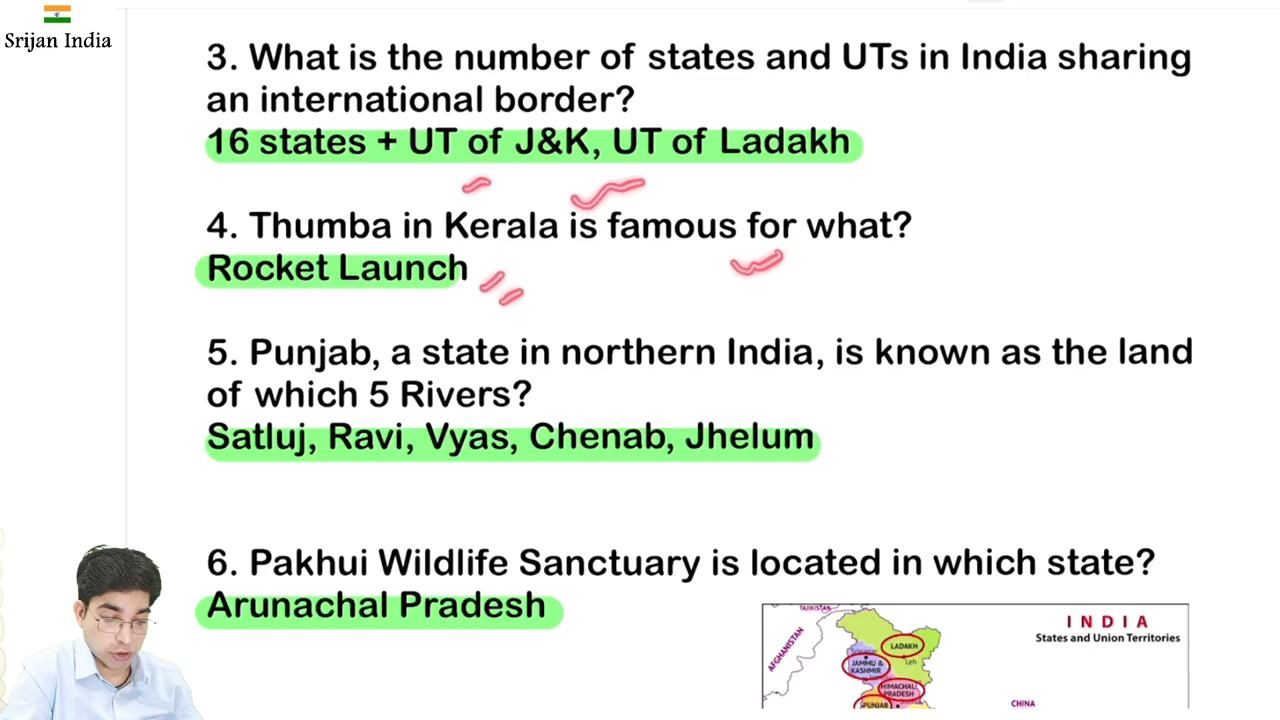 Srijan India
3. What is the number of states and UTs in India sharing
an international border?
16 states + UT of J&K, UT of Ladakh
4. Thumba in Kerala is famous for what?
Rocket Launch
5. Punjab, a state in northern India, is known as the land
of which 5 Rivers?
Satluj, Ravi, Vyas, Chenab, Jhelum
6. Pakhui Wildlife Sanctuary is located in which state?
Arunachal Pradesh
TAJIKISTAN
INDIA
States and Union Territories
AFGHANISTAN
LADAKH
Srinagar
Leh
JAMMU &
KASHMIR
HIMACHAL
PRADESH
PUNJAB
CHINA